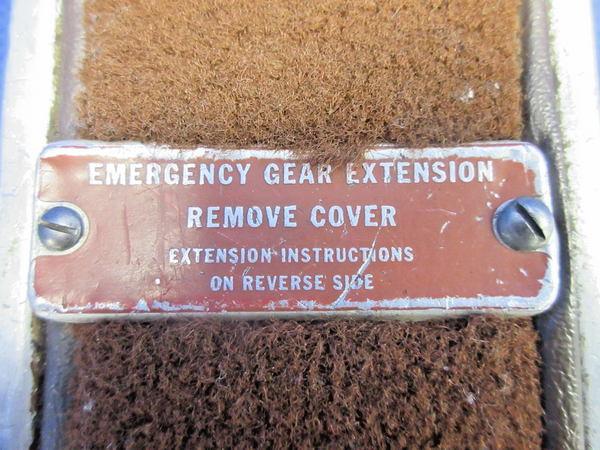 EMERGENCY GEAR EXTENSION
REMOVE COVER
EXTENSION INSTRUCTIONS
ON REVERSE SIDE